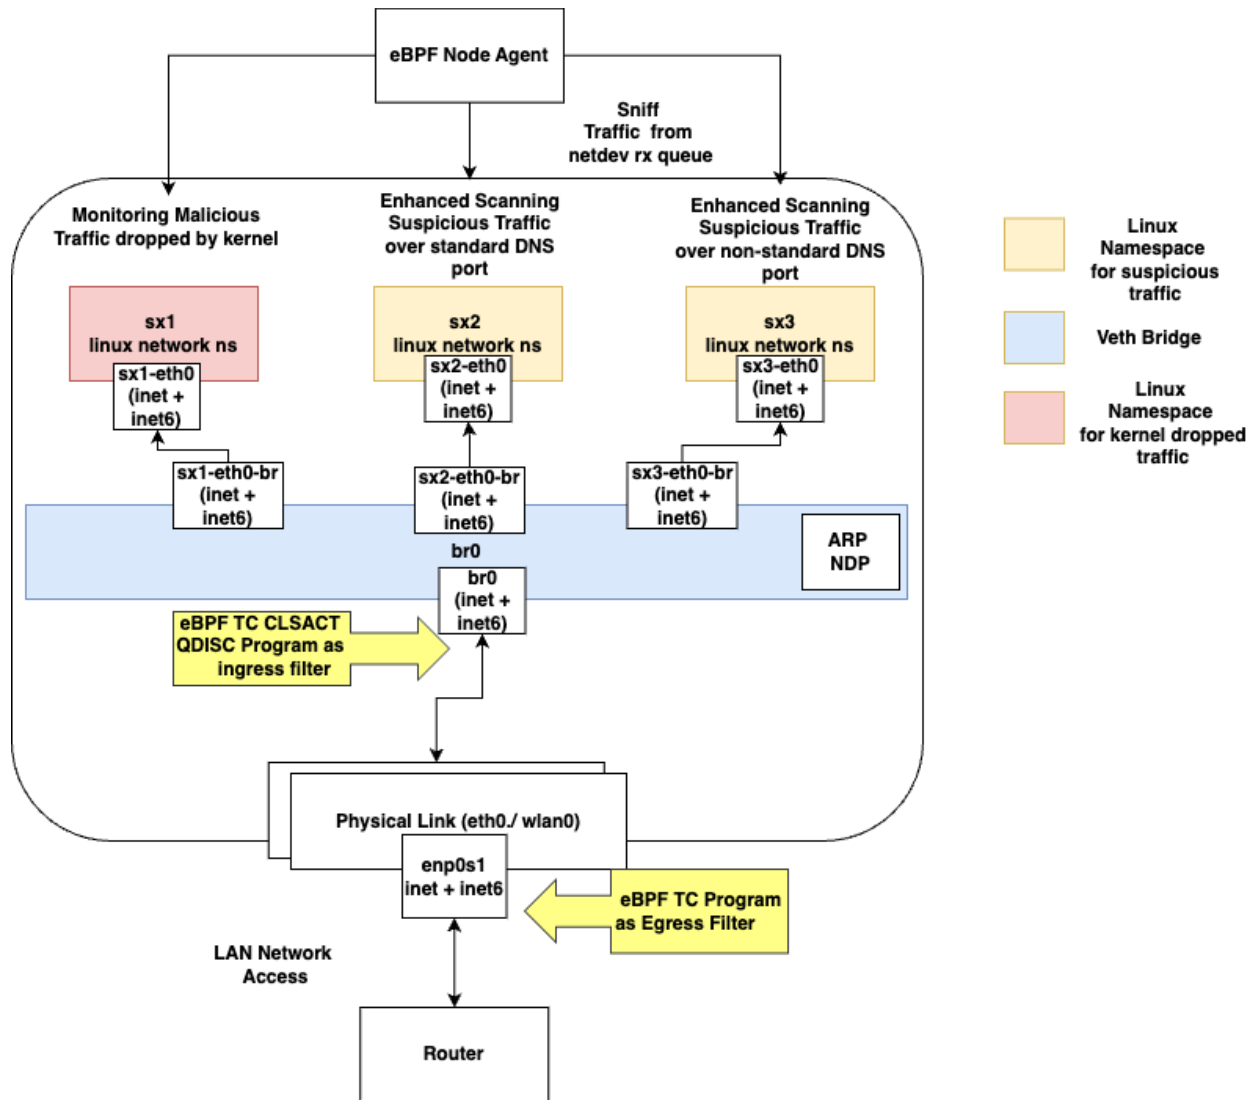 eBPF Node Agent
Sniff
Traffic from
netdev rx queue
Monitoring Malicious
Traffic dropped by kernel
Enhanced Scanning
Suspicious Traffic
over standard DNS
port
Enhanced Scanning
Suspicious Traffic
over non-standard DNS
port
sx1
linux network ns
sx1-eth0
(inet +
inet6)
sx2
linux network ns
sx2-eth0
(inet +
inet6)
sx3
linux network ns
sx3-eth0
(inet +
inet6)
sx1-eth0-br
(inet +
inet6)
sx2-eth0-br
(inet +
inet6)
sx3-eth0-br
(inet +
inet6)
br0
ARP
NDP
br0
(inet +
inet6)
eBPF TC CLSACT
QDISC Program as
ingress filter
Physical Link (eth0./ wlan0)
enp0s1
inet + inet6
eBPF TC Program
as Egress Filter
LAN Network
Access
Router
Linux
Namespace
for suspicious
traffic
Veth Bridge
Linux
Namespace
for kernel dropped
traffic